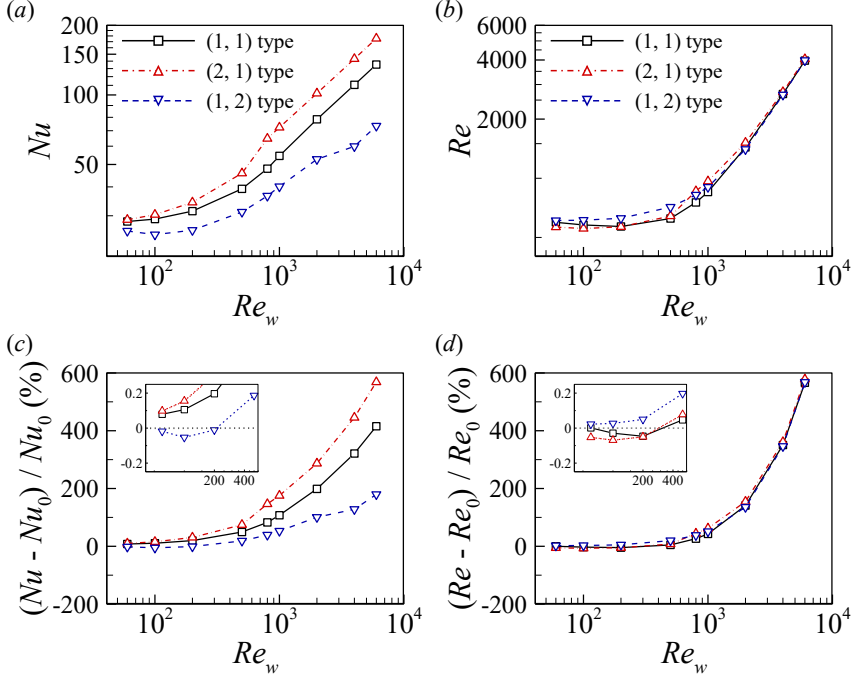 (a)
Nu
200
150
100
50
(1, 1) type
(2, 1) type
(1, 2) type
10^2
10^3
10^4
Re_w
(b)
Re
6000
4000
2000
(1, 1) type
(2, 1) type
(1, 2) type
10^2
10^3
10^4
Re_w
(c)
(Nu - Nu_0) / Nu_0 (%)
600
400
200
0
-200
0.2
0
-0.2
200 400
10^2
10^3
10^4
Re_w
(d)
(Re - Re_0) / Re_0 (%)
600
400
200
0
-200
0.2
0
-0.2
200 400
10^2
10^3
10^4
Re_w